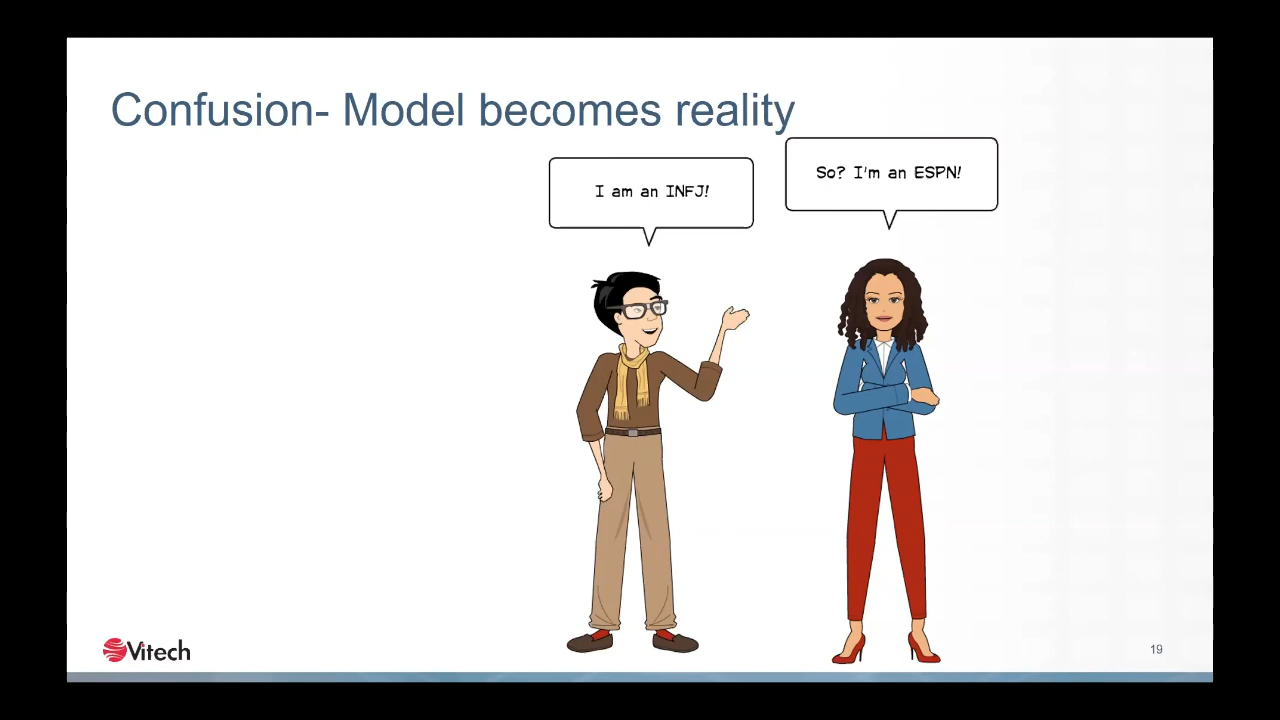 Confusion- Model becomes reality
I am an INFJ!
So? I'm an ESPN!
Vitech
19